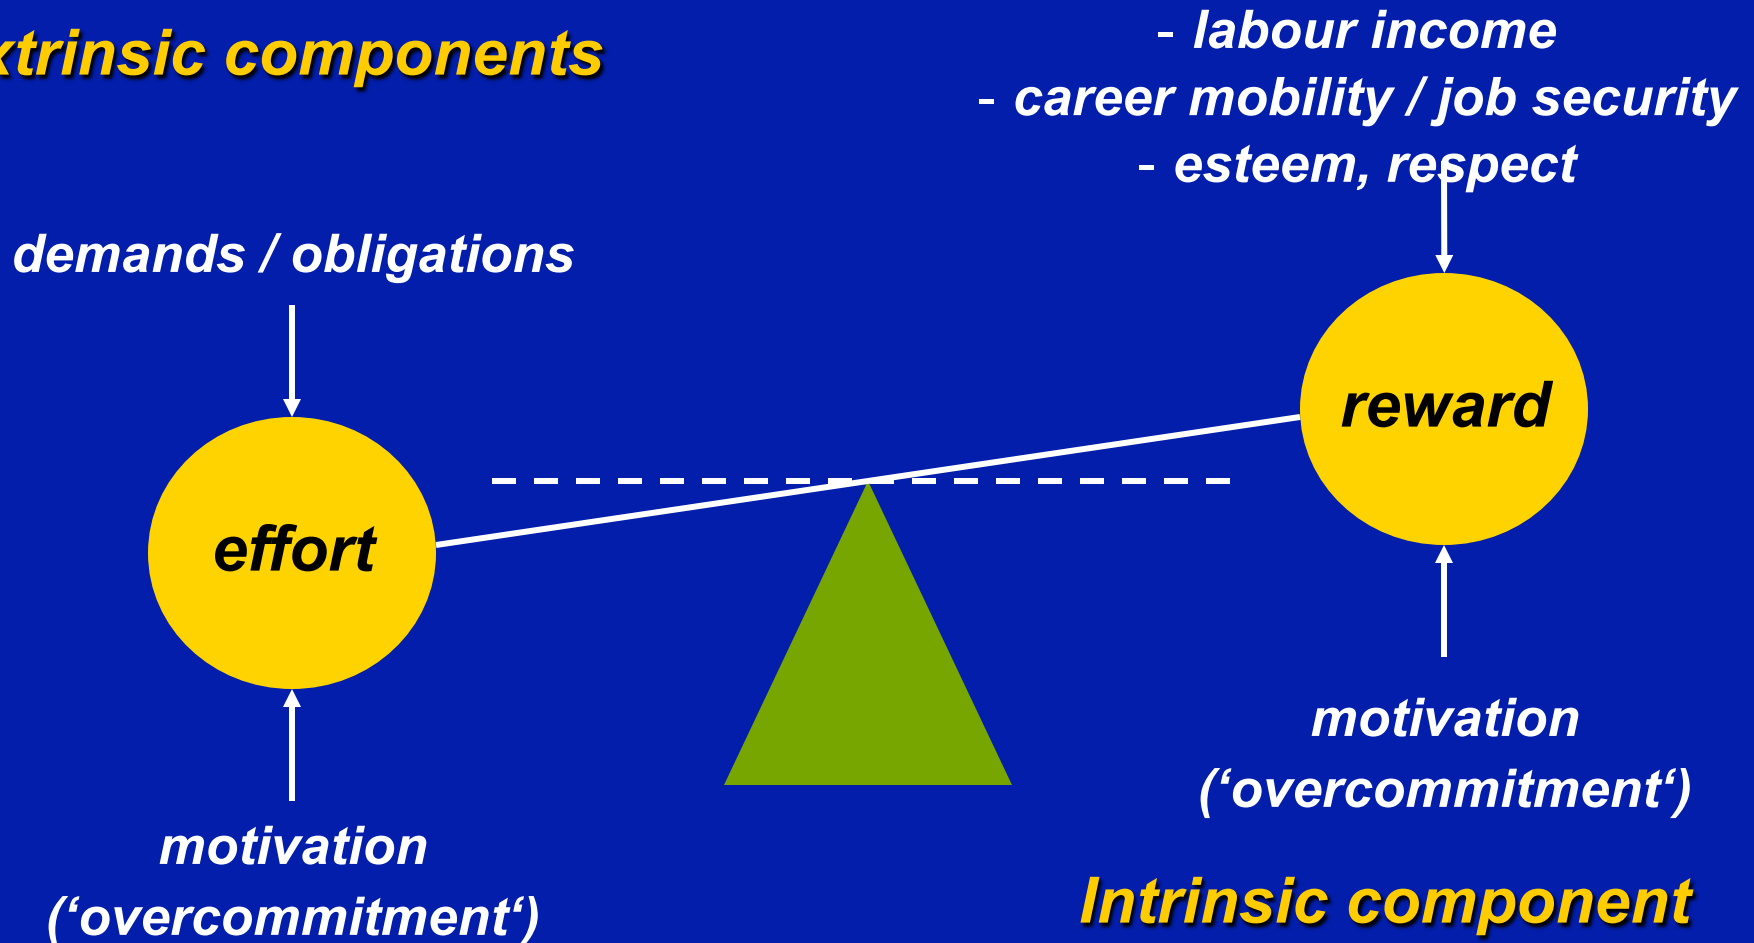 xtrinsic components
- labour income
- career mobility / job security
- esteem, respect
demands / obligations
reward
effort
motivation
(‘overcommitment‘)
motivation
(‘overcommitment‘)
Intrinsic component